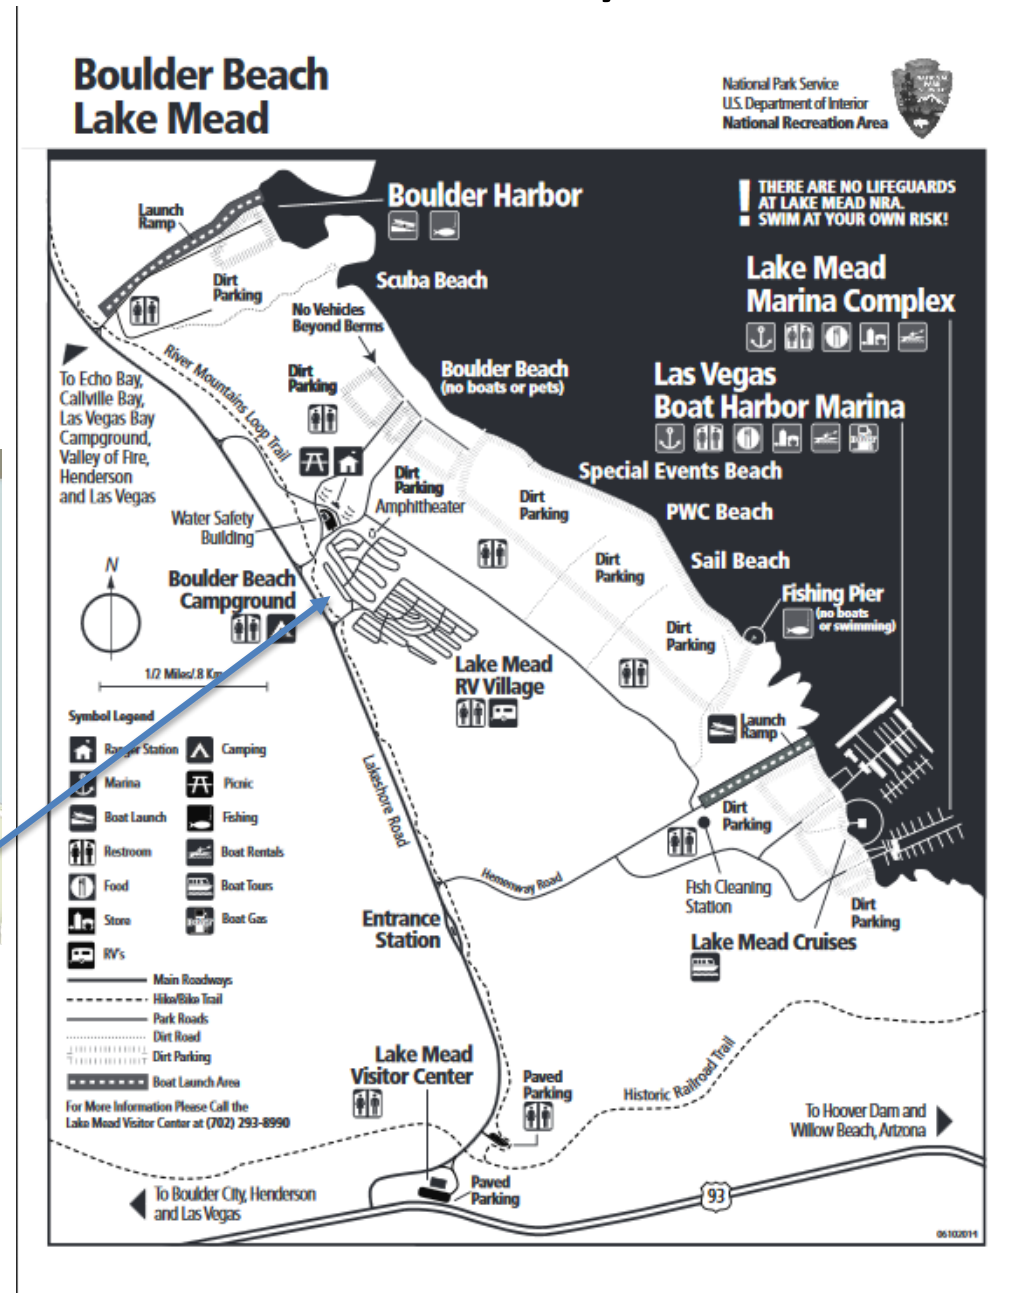 Boulder Beach
Lake Mead
National Park Service
U.S. Department of Interior
National Recreation Area
Boulder Harbor
! THERE ARE NO LIFEGUARDS
AT LAKE MEAD NRA.
SWIM AT YOUR OWN RISK!
Launch
Ramp
Scuba Beach
Lake Mead
Marina Complex
Dirt
Parking
No Vehicles
Beyond Berms
River Mountains Loop Trail
To Echo Bay,
Callville Bay,
Las Vegas Bay
Campground,
Valley of Fire,
Henderson
and Las Vegas
Dirt
Parking
Boulder Beach
(no boats or pets)
Las Vegas
Boat Harbor Marina
Special Events Beach
Dirt
Parking
Amphitheater
Dirt
Parking
PWC Beach
Water Safety
Building
Sail Beach
Dirt
Parking
N
Boulder Beach
Campground
Fishing Pier
(no boats
or swimming)
Dirt
Parking
1/2 Miles/.8 Km
Lake Mead
RV Village
Launch
Ramp
Symbol Legend
Ranger Station
Camping
Marina
Picnic
Boat Launch
Fishing
Restroom
Boat Rentals
Food
Boat Tours
Store
Boat Gas
RV's
Lakeshore Road
Dirt
Parking
Hemenway Road
Fish Cleaning
Station
Dirt
Parking
Entrance
Station
Lake Mead Cruises
Main Roadways
Hike/Bike Trail
Park Roads
Dirt Road
Dirt Parking
Boat Launch Area
For More Information Please Call the
Lake Mead Visitor Center at (702) 293-8990
Lake Mead
Visitor Center
Paved
Parking
Historic Railroad Trail
To Hoover Dam and
Willow Beach, Arizona
To Boulder City, Henderson
and Las Vegas
Paved
Parking
93
06102014